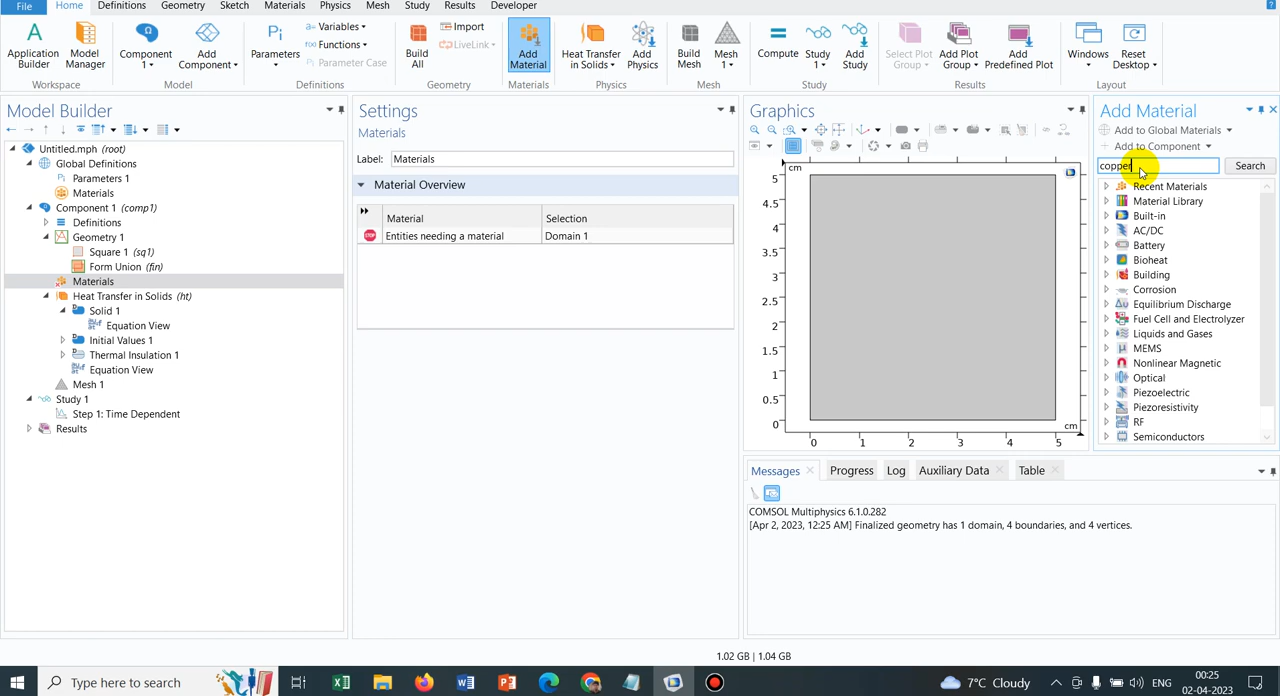 File Home Definitions Geometry Sketch Materials Physics Mesh Study Results Developer
Application Builder
Model Manager
Workspace
Component 1
Add Component
Model
Pi
Parameters
a= Variables
f(x) Functions
Pi Parameter Case
Definitions
Build All
Import
LiveLink
Geometry
Add Material
Materials
Heat Transfer in Solids
Add Physics
Physics
Build Mesh
Mesh 1
Mesh
Compute
Study 1
Add Study
Study
Select Plot Group
Add Plot Group
Add Predefined Plot
Results
Windows
Reset Desktop
Layout
Model Builder
Untitled.mph (root)
Global Definitions
Pi Parameters 1
Materials
Component 1 (comp1)
Definitions
Geometry 1
Square 1 (sq1)
Form Union (fin)
Materials
Heat Transfer in Solids (ht)
Solid 1
Equation View
Initial Values 1
Thermal Insulation 1
Equation View
Mesh 1
Study 1
Step 1: Time Dependent
Results
Settings
Materials
Label: Materials
Material Overview
Material Selection
STOP Entities needing a material Domain 1
Graphics
cm
5
4.5
4
3.5
3
2.5
2
1.5
1
0.5
0
cm
0 1 2 3 4 5
Add Material
Add to Global Materials
Add to Component
copper Search
Recent Materials
Material Library
Built-in
AC/DC
Battery
Bioheat
Building
Corrosion
Equilibrium Discharge
Fuel Cell and Electrolyzer
Liquids and Gases
MEMS
Nonlinear Magnetic
Optical
Piezoelectric
Piezoresistivity
RF
Semiconductors
Messages Progress Log Auxiliary Data Table
COMSOL Multiphysics 6.1.0.282
[Apr 2, 2023, 12:25 AM] Finalized geometry has 1 domain, 4 boundaries, and 4 vertices.
1.02 GB | 1.04 GB
Type here to search
7°C Cloudy
ENG
00:25
02-04-2023